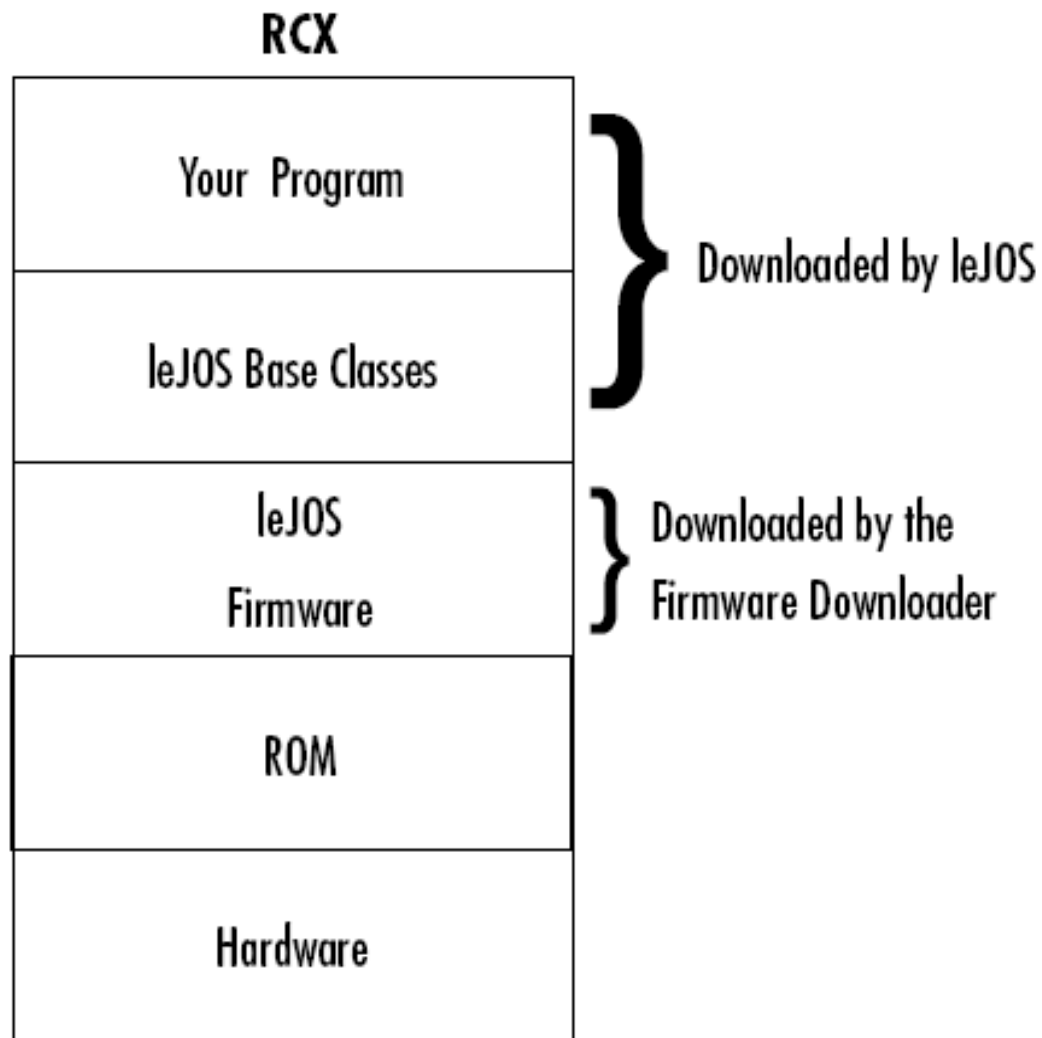 RCX
Your Program
leJOS Base Classes
Downloaded by leJOS
leJOS
Firmware
Downloaded by the
Firmware Downloader
ROM
Hardware